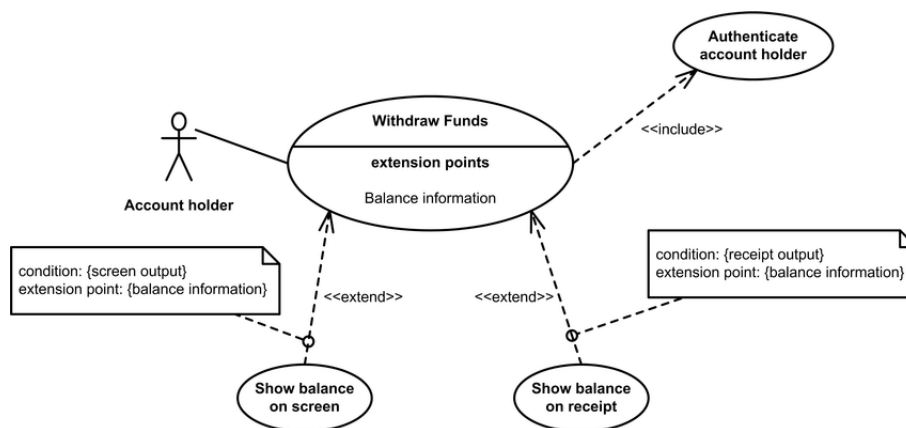 Authenticate
account holder
Withdraw Funds
<<include>>
extension points
Account holder
Balance information
condition: {screen output}
extension point: {balance information}
condition: {receipt output}
extension point: {balance information}
<<extend>>
<<extend>>
Show balance
on screen
Show balance
on receipt